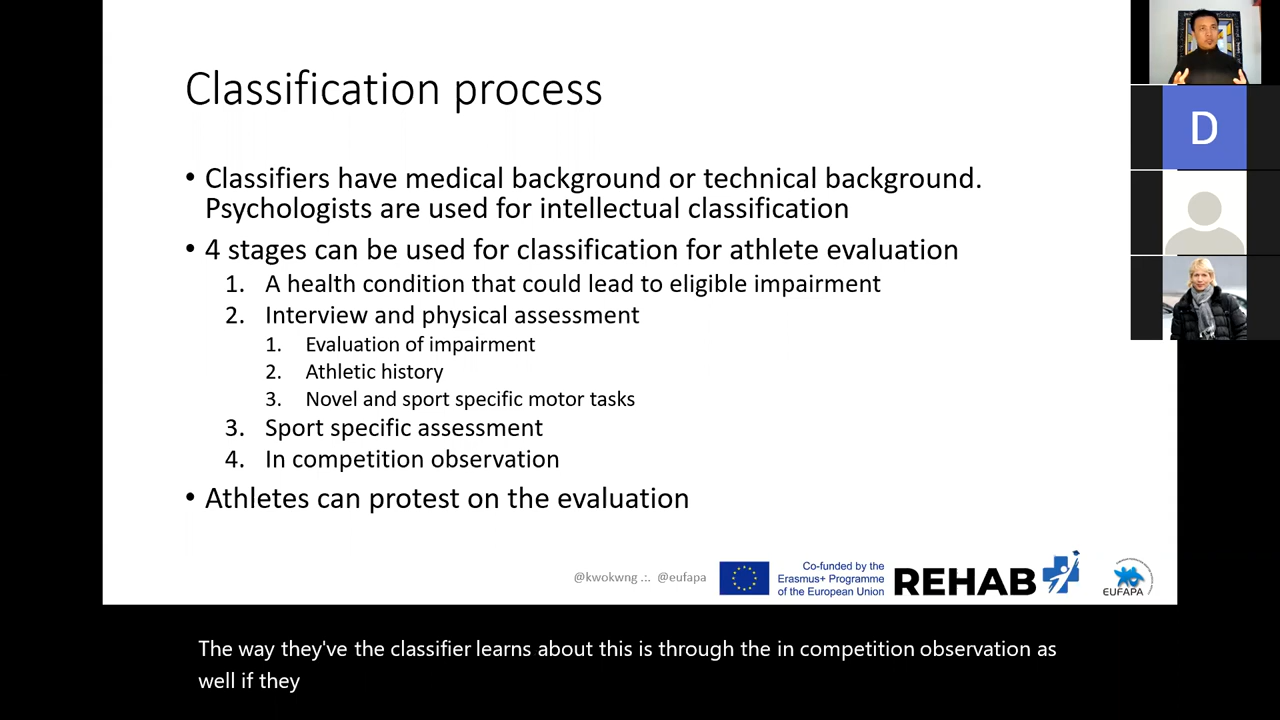 Classification process
• Classifiers have medical background or technical background.
Psychologists are used for intellectual classification
• 4 stages can be used for classification for athlete evaluation
1. A health condition that could lead to eligible impairment
2. Interview and physical assessment
1. Evaluation of impairment
2. Athletic history
3. Novel and sport specific motor tasks
3. Sport specific assessment
4. In competition observation
• Athletes can protest on the evaluation
@kwokwng .:. @eufapa
Co-funded by the
Erasmus+ Programme
of the European Union
REHAB
EUFAPA
D
The way they've the classifier learns about this is through the in competition observation as
well if they